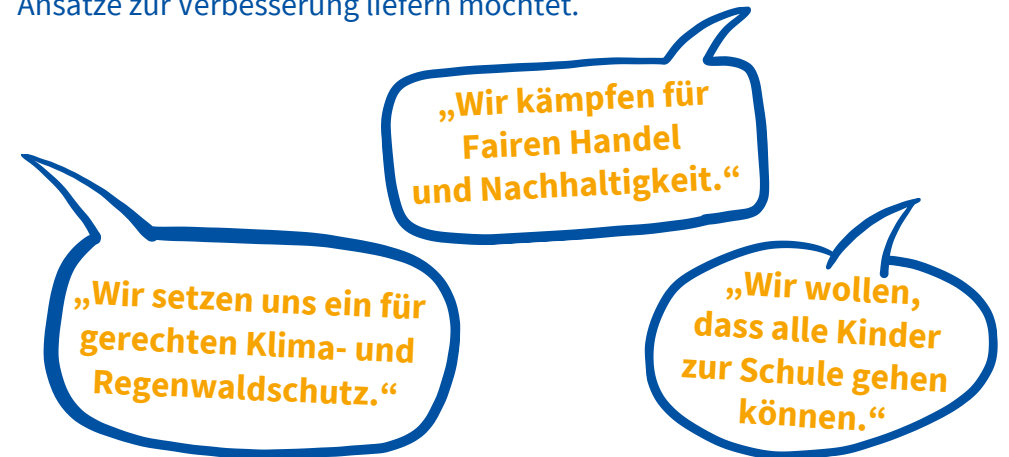 Ansätze zur Verbesserung liefern möchtet.
„Wir kämpfen für
Fairen Handel
und Nachhaltigkeit.“
„Wir setzen uns ein für
gerechten Klima- und
Regenwaldschutz.“
„Wir wollen,
dass alle Kinder
zur Schule gehen
können.“